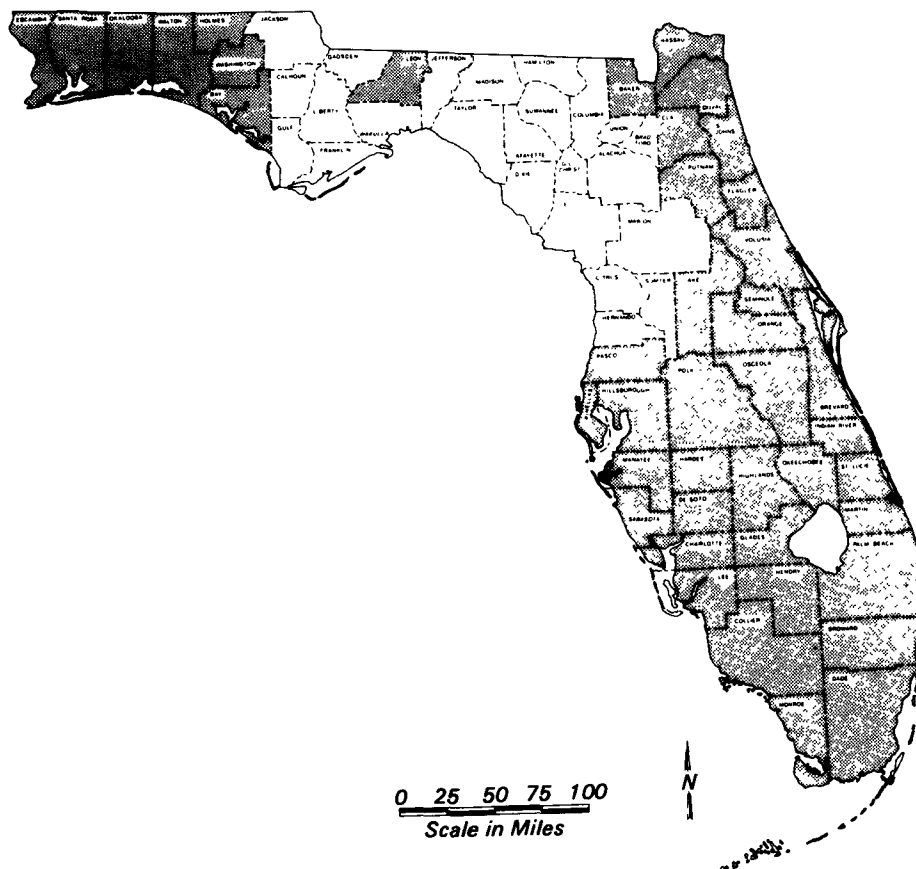 ESCAMBIA
SANTA ROSA
OKALOOSA
WALTON
HOLMES
JACKSON
WASHINGTON
BAY
CALHOUN
GULF
LIBERTY
FRANKLIN
GADSDEN
LEON
WAKULLA
JEFFERSON
MADISON
TAYLOR
HAMILTON
SUWANNEE
LAFAYETTE
DIXIE
COLUMBIA
GILCHRIST
BAKER
UNION
BRADFORD
ALACHUA
NASSAU
DUVAL
CLAY
ST JOHNS
PUTNAM
FLAGLER
MARION
VOLUSIA
CITRUS
SUMTER
LAKE
SEMINOLE
ORANGE
HERNANDO
PASCO
POLK
OSCEOLA
HILLSBOROUGH
BREVARD
INDIAN RIVER
MANATEE
HARDEE
HIGHLANDS
OKEECHOBEE
ST LUCIE
DE SOTO
SARASOTA
MARTIN
CHARLOTTE
GLADES
PALM BEACH
LEE
HENDRY
COLLIER
BROWARD
DADE
MONROE
N
0 25 50 75 100
Scale in Miles